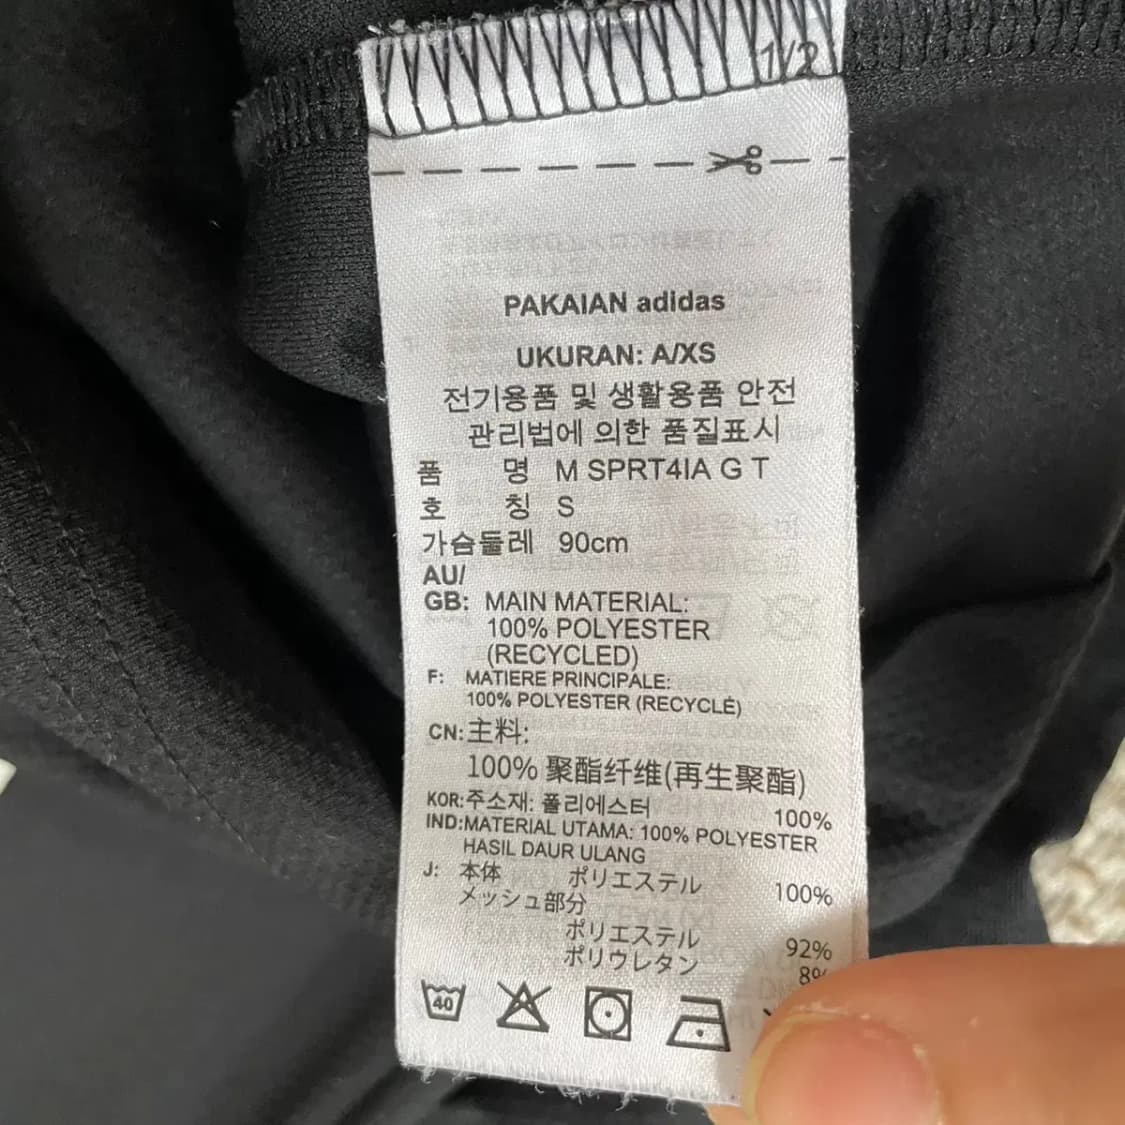 1/2
PAKAIAN adidas
UKURAN: A/XS
전기용품 및 생활용품 안전
관리법에 의한 품질표시
품 명 M SPRT4IA G T
호 칭 S
가슴둘레 90cm
AU/
GB: MAIN MATERIAL:
100% POLYESTER
(RECYCLED)
F: MATIERE PRINCIPALE:
100% POLYESTER (RECYCLÉ)
CN: 主料:
100% 聚酯纤维(再生聚酯)
KOR: 주소재: 폴리에스터 100%
IND: MATERIAL UTAMA: 100% POLYESTER
HASIL DAUR ULANG
J: 本体 ポリエステル 100%
メッシュ部分
ポリエステル 92%
ポリウレタン 8%
40